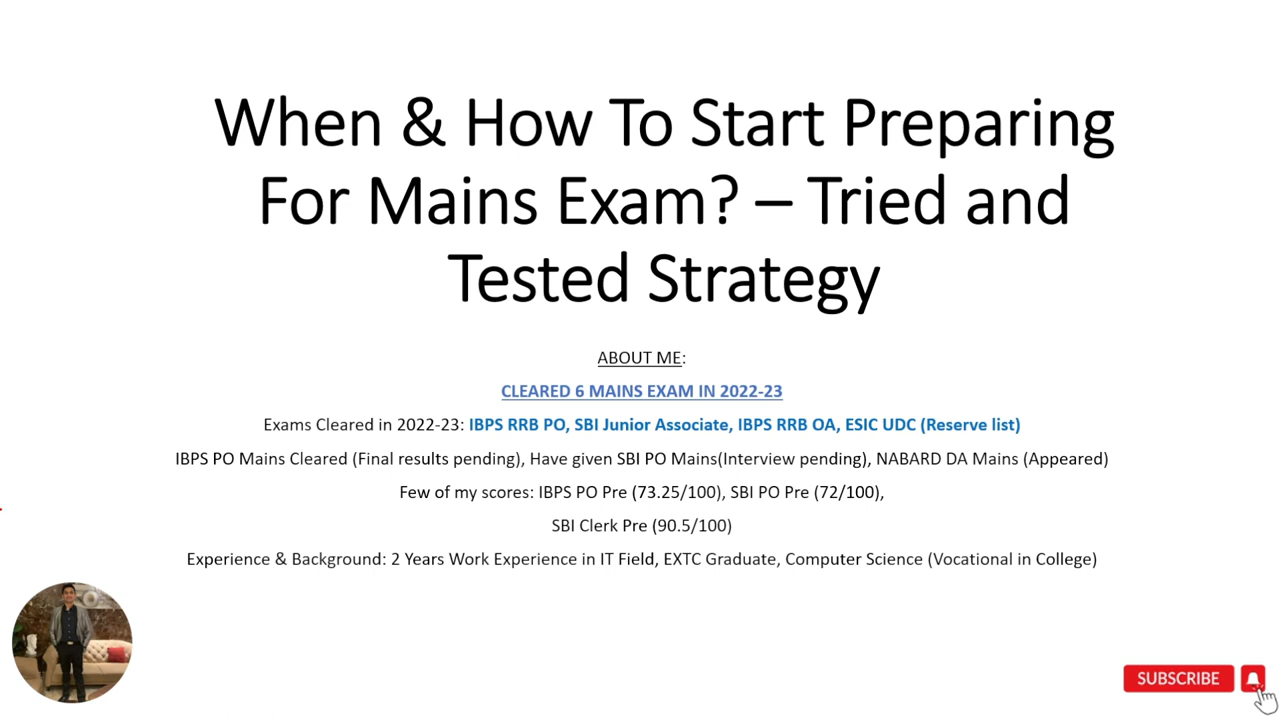 When & How To Start Preparing
For Mains Exam? – Tried and
Tested Strategy
ABOUT ME:
CLEARED 6 MAINS EXAM IN 2022-23
Exams Cleared in 2022-23: IBPS RRB PO, SBI Junior Associate, IBPS RRB OA, ESIC UDC (Reserve list)
IBPS PO Mains Cleared (Final results pending), Have given SBI PO Mains(Interview pending), NABARD DA Mains (Appeared)
Few of my scores: IBPS PO Pre (73.25/100), SBI PO Pre (72/100),
SBI Clerk Pre (90.5/100)
Experience & Background: 2 Years Work Experience in IT Field, EXTC Graduate, Computer Science (Vocational in College)
SUBSCRIBE